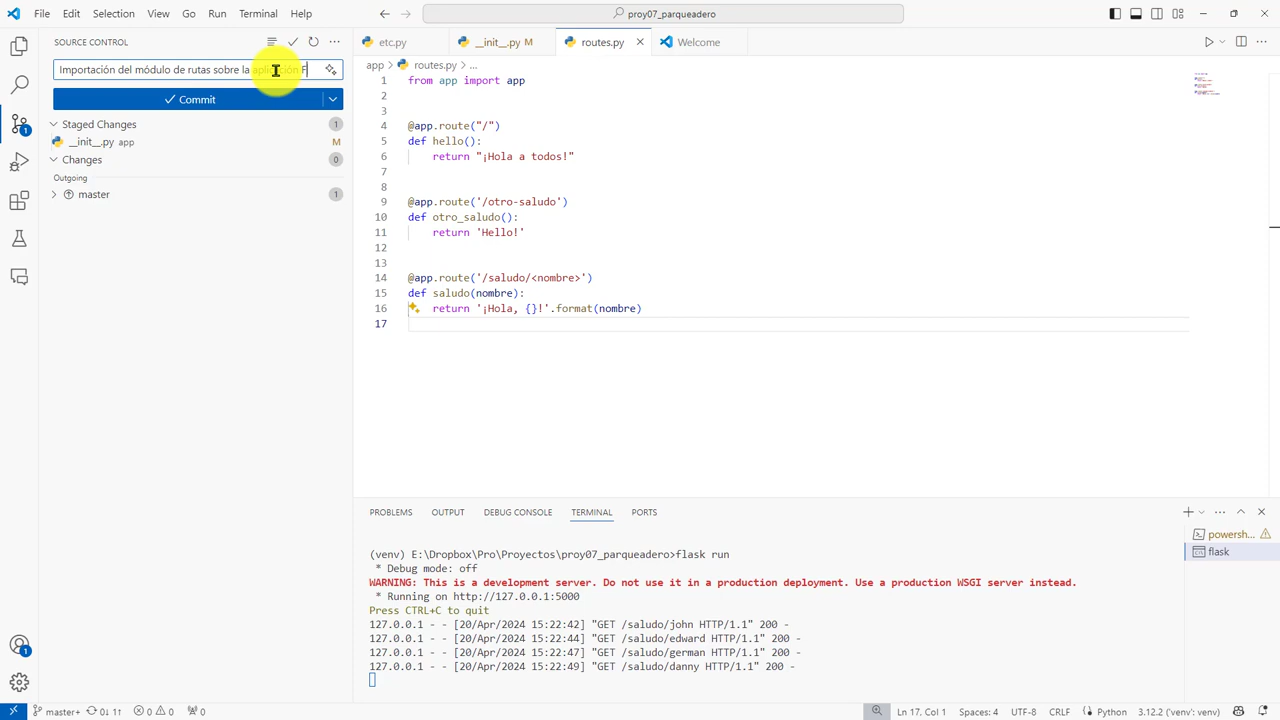 File Edit Selection View Go Run Terminal Help
proy07_parqueadero
SOURCE CONTROL
Importación del módulo de rutas sobre la aplicación F
Commit
Staged Changes 1
__init__.py app M
Changes 0
Outgoing
master 1
etc.py
__init__.py M
routes.py
Welcome
app > routes.py > ...
1 from app import app
2
3
4 @app.route("/")
5 def hello():
6 return "¡Hola a todos!"
7
8
9 @app.route('/otro-saludo')
10 def otro_saludo():
11 return 'Hello!'
12
13
14 @app.route('/saludo/<nombre>')
15 def saludo(nombre):
16 return '¡Hola, {}!'.format(nombre)
17
PROBLEMS OUTPUT DEBUG CONSOLE TERMINAL PORTS
(venv) E:\Dropbox\Pro\Proyectos\proy07_parqueadero>flask run
* Debug mode: off
WARNING: This is a development server. Do not use it in a production deployment. Use a production WSGI server instead.
* Running on http://127.0.0.1:5000
Press CTRL+C to quit
127.0.0.1 - - [20/Apr/2024 15:22:42] "GET /saludo/john HTTP/1.1" 200 -
127.0.0.1 - - [20/Apr/2024 15:22:44] "GET /saludo/edward HTTP/1.1" 200 -
127.0.0.1 - - [20/Apr/2024 15:22:47] "GET /saludo/german HTTP/1.1" 200 -
127.0.0.1 - - [20/Apr/2024 15:22:49] "GET /saludo/danny HTTP/1.1" 200 -
powersh...
flask
1
1
master+ 0↓ 1↑ 0 0 0
Ln 17, Col 1 Spaces: 4 UTF-8 CRLF Python 3.12.2 ('venv': venv)